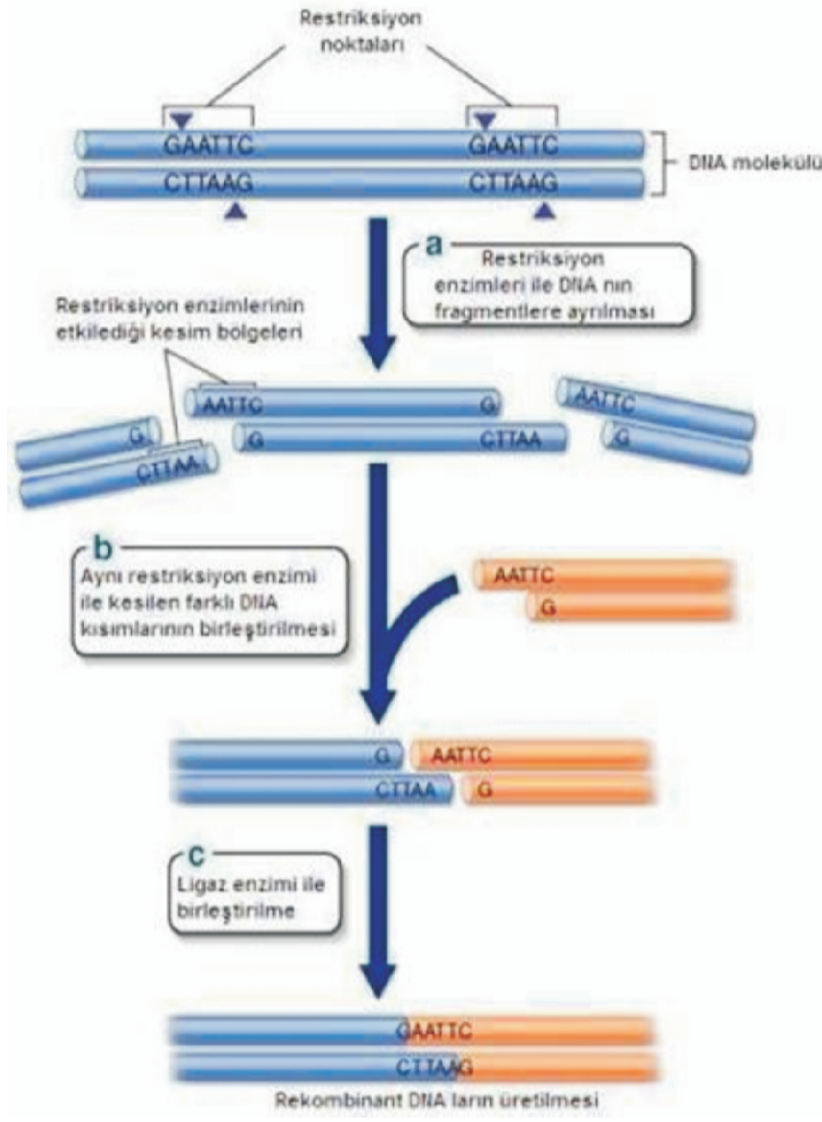 Restriksiyon
noktaları
GAATTC GAATTC
CTTAAG CTTAAG
DNA molekülü
a
Restriksiyon
enzimleri ile DNA nın
fragmentlere ayrılması
Restriksiyon enzimlerinin
etkilediği kesim bölgeleri
G
CTTAA
AATTC G
G CTTAA
AATTC
G
b
Aynı restriksiyon enzimi
ile kesilen farklı DNA
kısımlarının birleştirilmesi
AATTC
G
G AATTC
CTTAA G
c
Ligaz enzimi ile
birleştirilme
GAATTC
CTTAAG
Rekombinant DNA ların üretilmesi